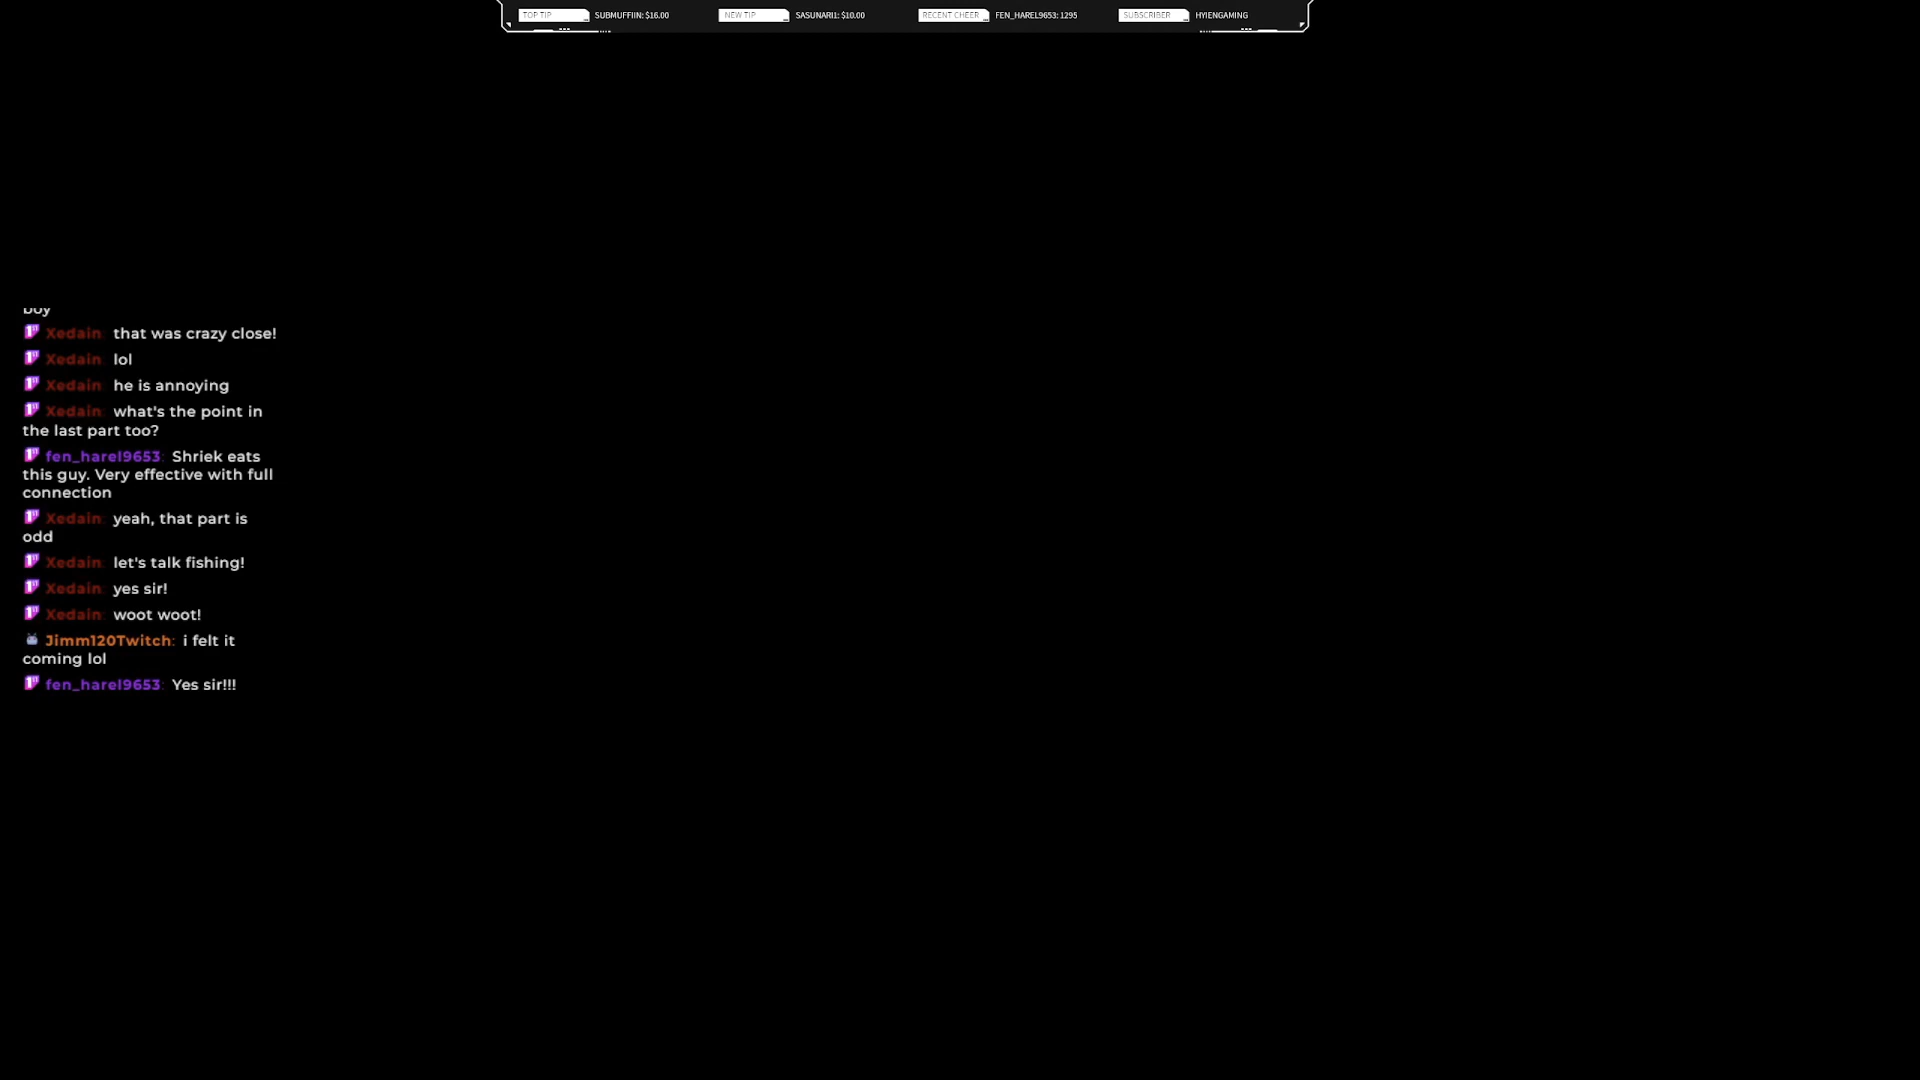 TOP TIP SUBMUFFIIN: $16.00 NEW TIP SASUNARI1: $10.00 RECENT CHEER FEN_HAREL9653: 1295 SUBSCRIBER HYIENGAMING
boy
Xedain: that was crazy close!
Xedain: lol
Xedain: he is annoying
Xedain: what's the point in
the last part too?
fen_harel9653: Shriek eats
this guy. Very effective with full
connection
Xedain: yeah, that part is
odd
Xedain: let's talk fishing!
Xedain: yes sir!
Xedain: woot woot!
Jimm120Twitch: i felt it
coming lol
fen_harel9653: Yes sir!!!